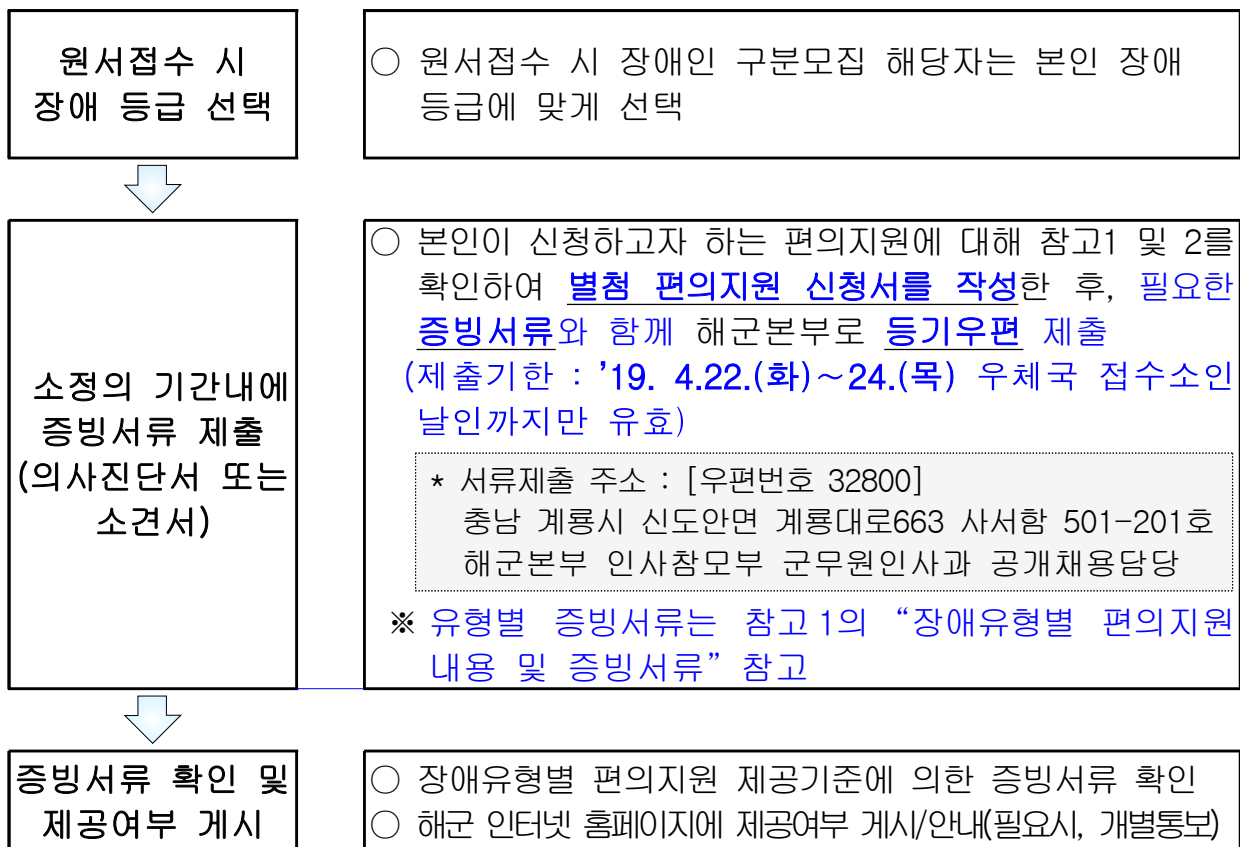 원서접수 시
장애 등급 선택
○ 원서접수 시 장애인 구분모집 해당자는 본인 장애
등급에 맞게 선택
소정의 기간내에
증빙서류 제출
(의사진단서 또는
소견서)
○ 본인이 신청하고자 하는 편의지원에 대해 참고1 및 2를
확인하여 별첨 편의지원 신청서를 작성한 후, 필요한
증빙서류와 함께 해군본부로 등기우편 제출
(제출기한 : ’19. 4.22.(화)~24.(목) 우체국 접수소인
날인까지만 유효)
* 서류제출 주소 : [우편번호 32800]
충남 계룡시 신도안면 계룡대로663 사서함 501-201호
해군본부 인사참모부 군무원인사과 공개채용담당
※ 유형별 증빙서류는 참고 1의 “장애유형별 편의지원
내용 및 증빙서류” 참고
증빙서류 확인 및
제공여부 게시
○ 장애유형별 편의지원 제공기준에 의한 증빙서류 확인
○ 해군 인터넷 홈페이지에 제공여부 게시/안내(필요시, 개별통보)